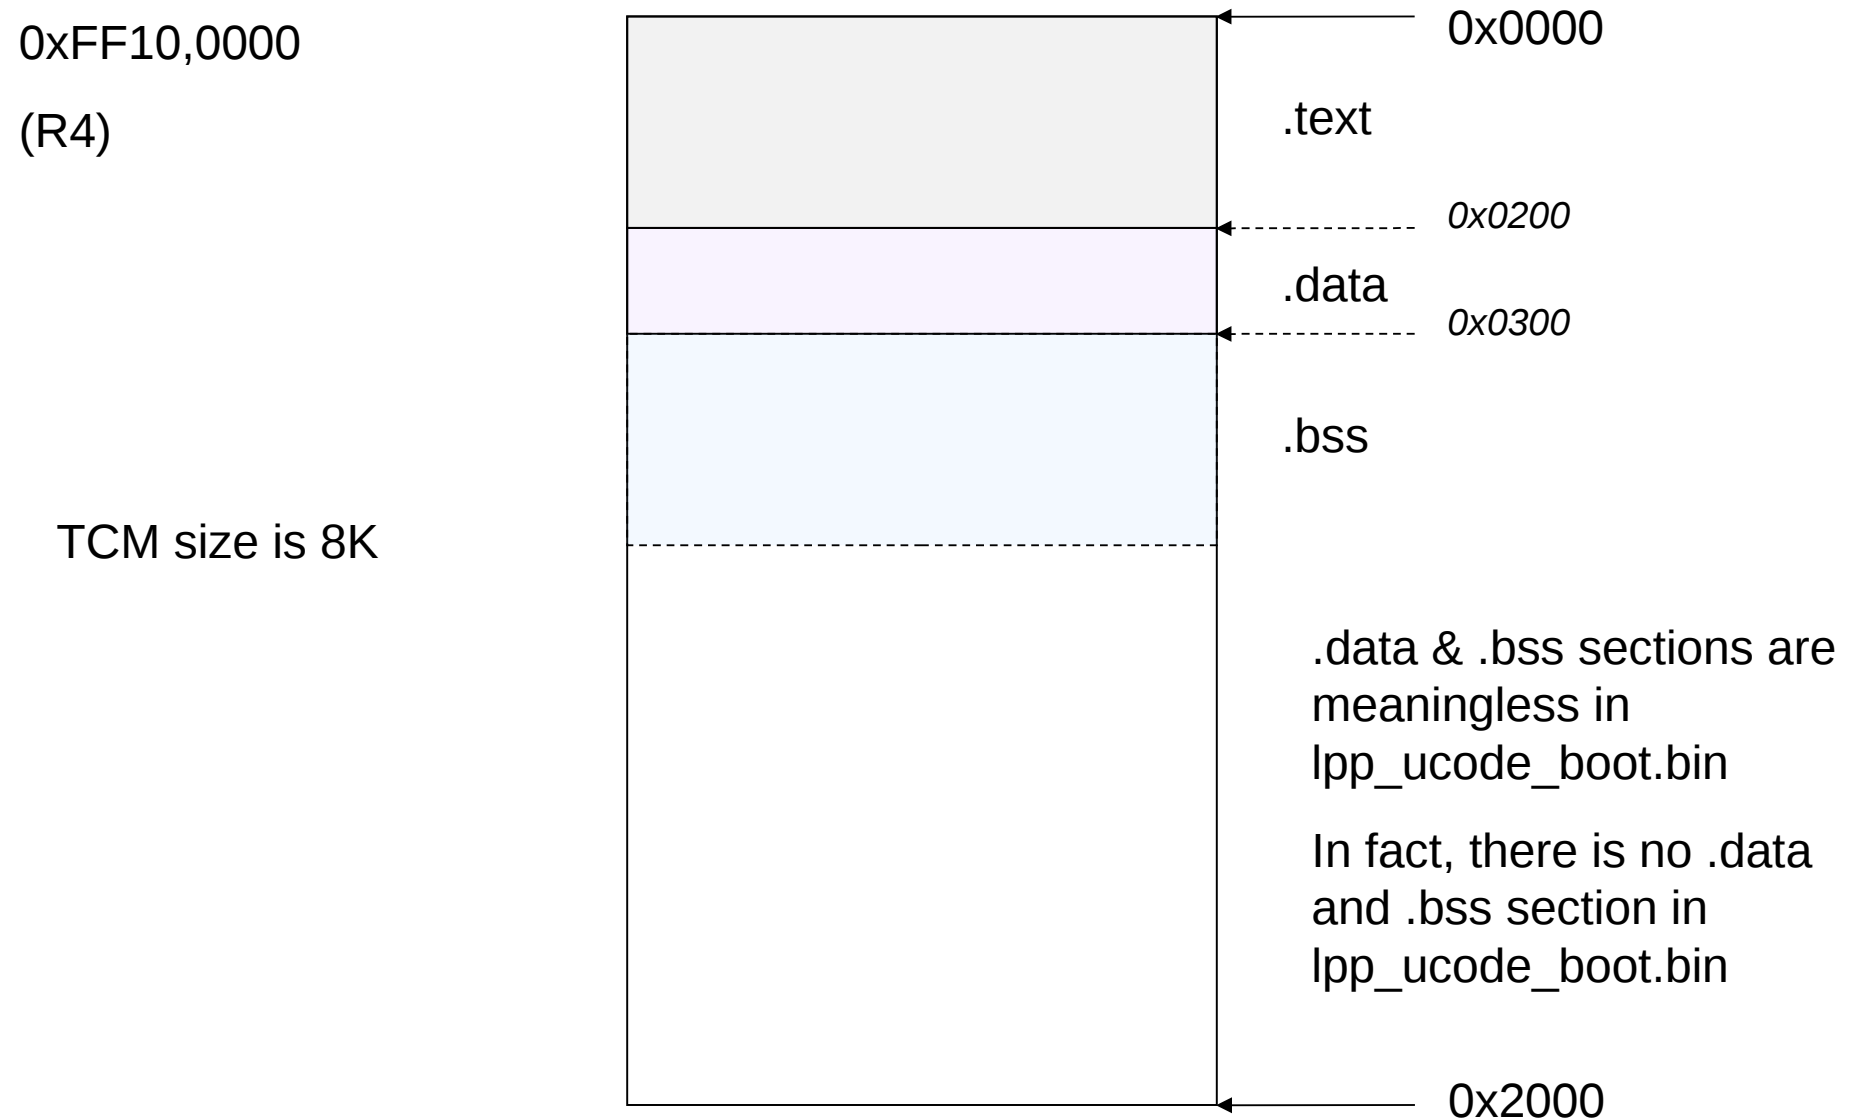 0xFF10,0000
(R4)
0x0000
.text
0x0200
.data
0x0300
.bss
TCM size is 8K
.data & .bss sections are
meaningless in
lpp_ucode_boot.bin
In fact, there is no .data
and .bss section in
lpp_ucode_boot.bin
0x2000